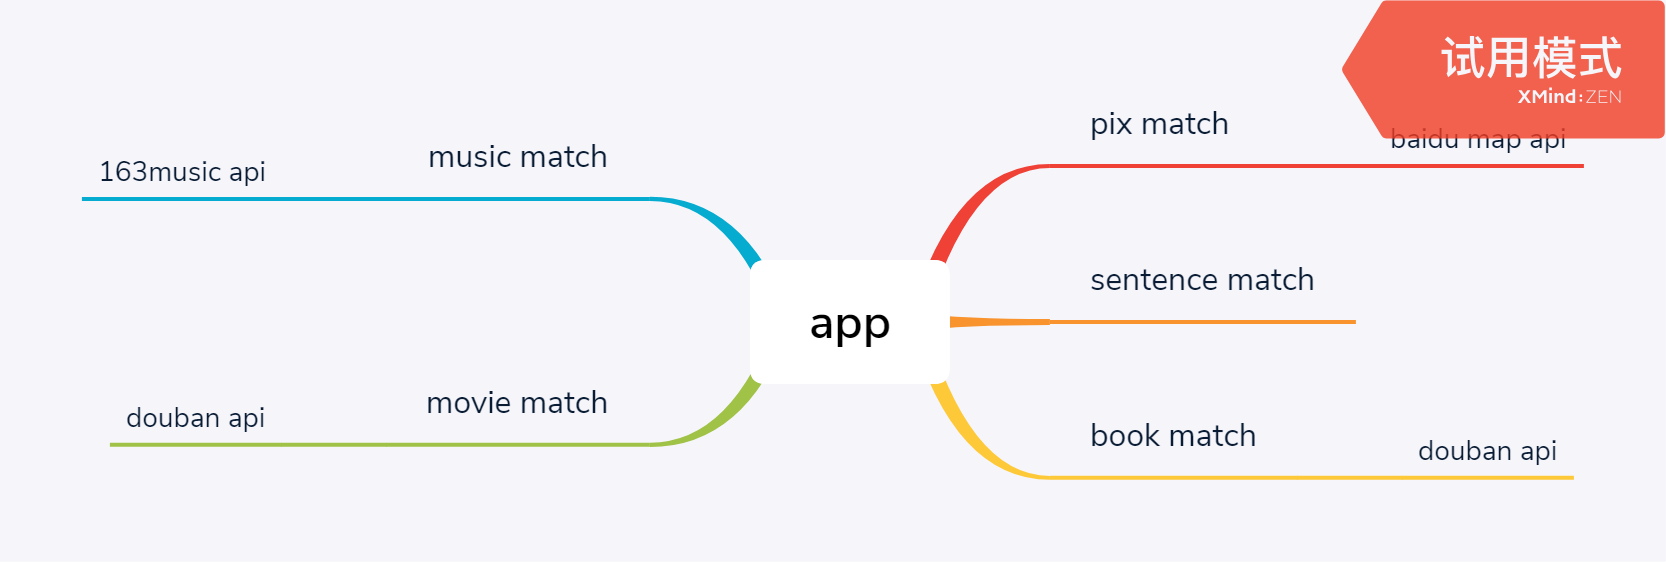 试用模式
XMind:ZEN
pix match
baidu map api
163music api
music match
sentence match
app
douban api
movie match
book match
douban api